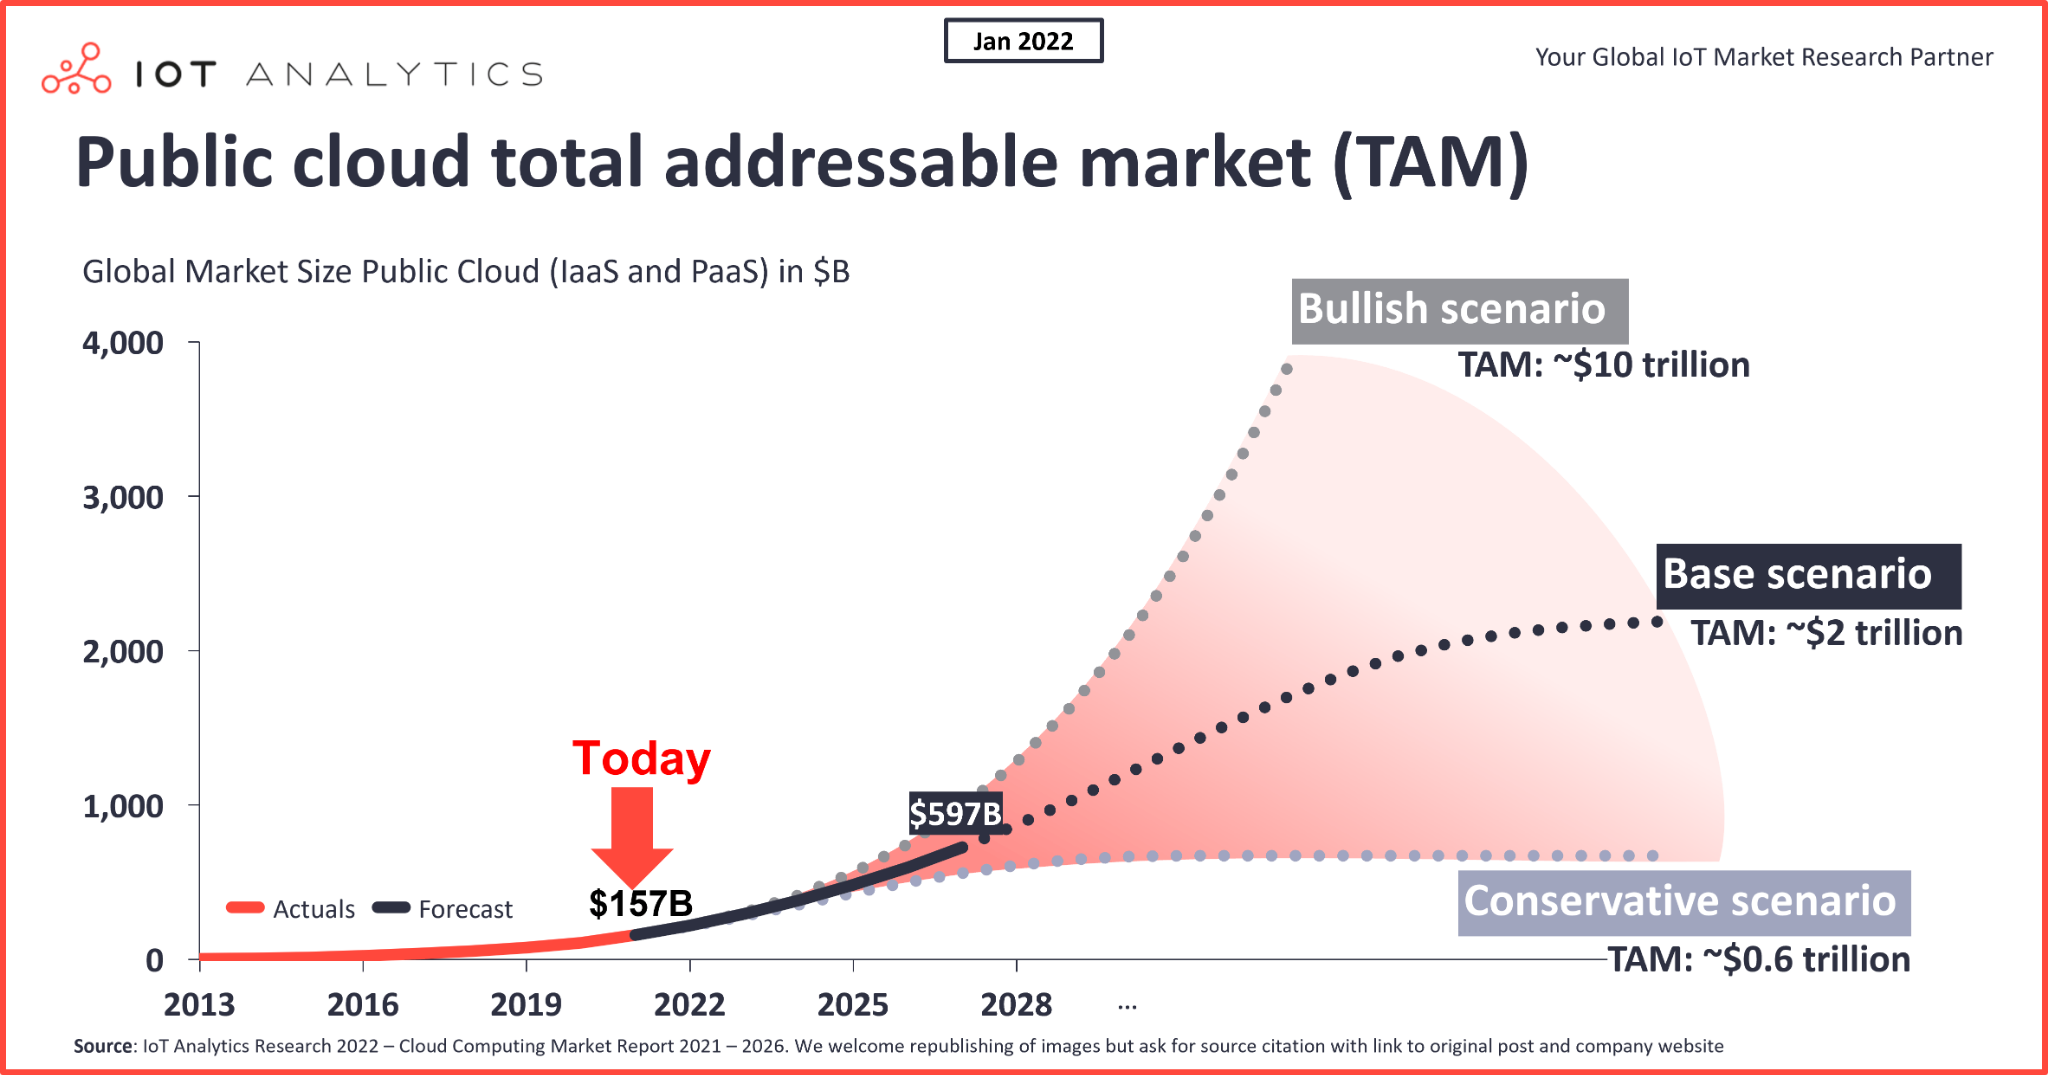 Jan 2022
IOT ANALYTICS
Your Global IoT Market Research Partner
Public cloud total addressable market (TAM)
Global Market Size Public Cloud (IaaS and PaaS) in $B
Bullish scenario
TAM: ~$10 trillion
Base scenario
TAM: ~$2 trillion
Conservative scenario
TAM: ~$0.6 trillion
4,000
3,000
2,000
1,000
0
Today
$157B
$597B
Actuals
Forecast
2013 2016 2019 2022 2025 2028 ...
Source: IoT Analytics Research 2022 – Cloud Computing Market Report 2021 – 2026. We welcome republishing of images but ask for source citation with link to original post and company website